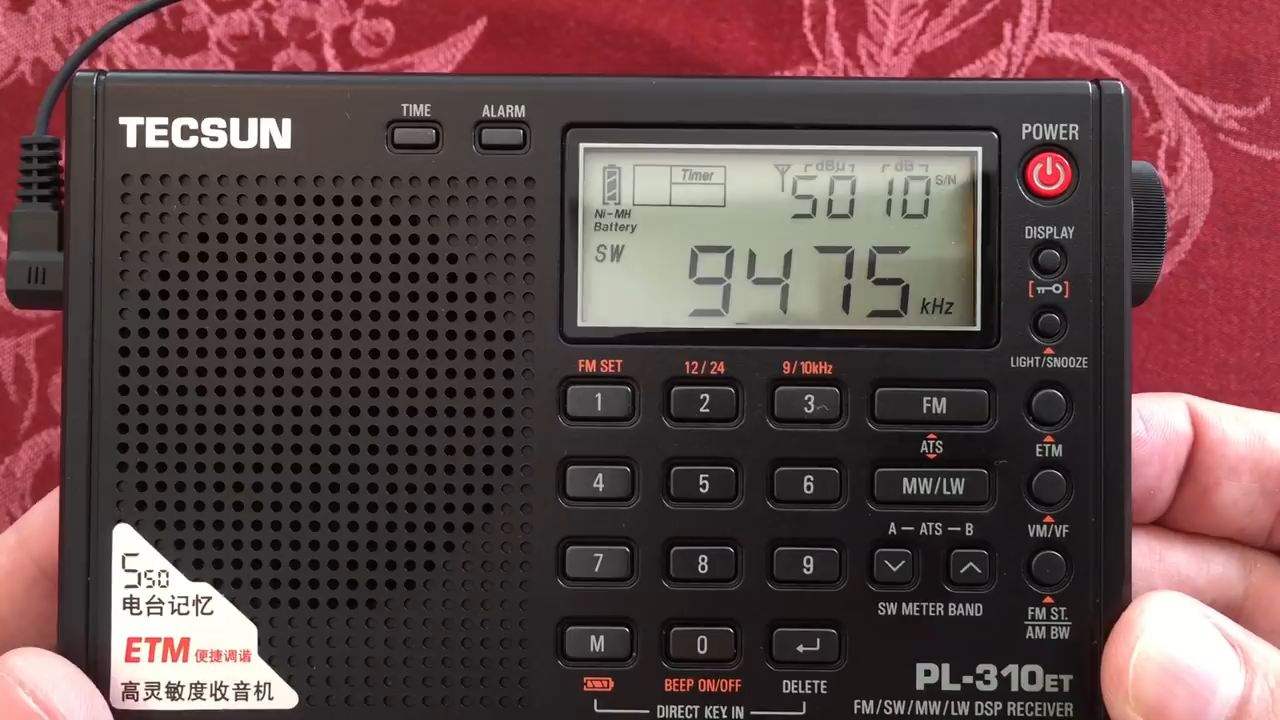 TECSUN
TIME
ALARM
Timer
dBμ
dB
50
10
S/N
Ni-MH
Battery
SW
9475
kHz
POWER
DISPLAY
LIGHT/SNOOZE
FM SET
12/24
9/10kHz
1
2
3
FM
ATS
ETM
4
5
6
MW/LW
A — ATS — B
VM/VF
7
8
9
SW METER BAND
FM ST.
AM BW
M
0
BEEP ON/OFF
DELETE
DIRECT KEY IN
PL-310ET
FM/SW/MW/LW DSP RECEIVER
550
电台记忆
ETM 便捷调谐
高灵敏度收音机